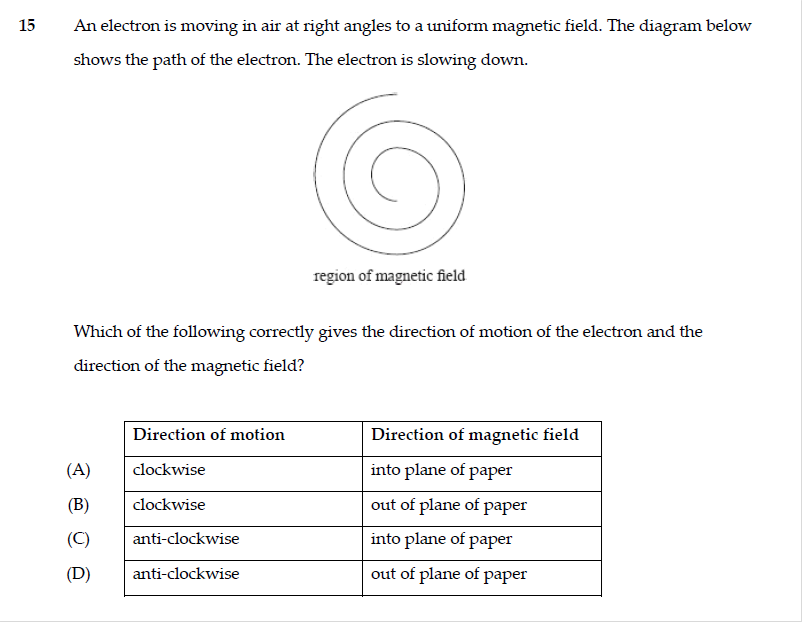 15 An electron is moving in air at right angles to a uniform magnetic field. The diagram below
shows the path of the electron. The electron is slowing down.
region of magnetic field
Which of the following correctly gives the direction of motion of the electron and the
direction of the magnetic field?
Direction of motion Direction of magnetic field
(A) clockwise into plane of paper
(B) clockwise out of plane of paper
(C) anti-clockwise into plane of paper
(D) anti-clockwise out of plane of paper